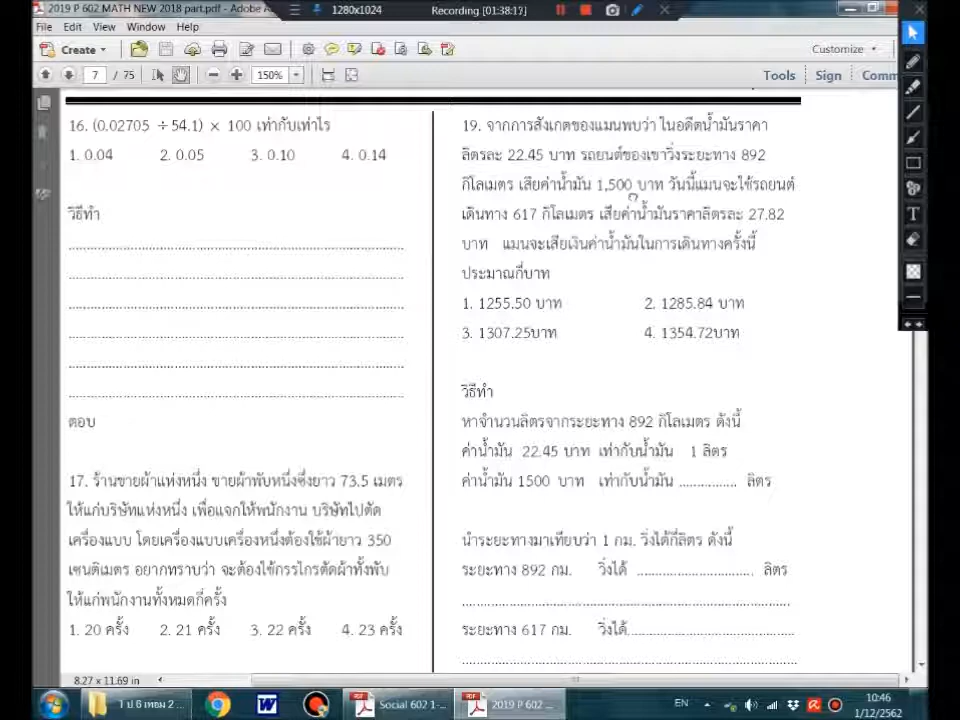 2019 P 602 MATH NEW 2018 part.pdf - Adobe A
1280x1024
Recording [01:38:17]
File Edit View Window Help
Create
Customize
7 / 75
150%
Tools
Sign
Comm
16. (0.02705 ÷ 54.1) × 100 เท่ากับเท่าไร
1. 0.04 2. 0.05 3. 0.10 4. 0.14
วิธีทำ
ตอบ
17. ร้านขายผ้าแห่งหนึ่ง ขายผ้าพับหนึ่งซึ่งยาว 73.5 เมตร
ให้แก่บริษัทแห่งหนึ่ง เพื่อแจกให้พนักงาน บริษัทไปตัด
เครื่องแบบ โดยเครื่องแบบเครื่องหนึ่งต้องใช้ผ้ายาว 350
เซนติเมตร อยากทราบว่า จะต้องใช้กรรไกรตัดผ้าทั้งพับ
ให้แก่พนักงานทั้งหมดกี่ครั้ง
1. 20 ครั้ง 2. 21 ครั้ง 3. 22 ครั้ง 4. 23 ครั้ง
19. จากการสังเกตของแมนพบว่า ในอดีตน้ำมันราคา
ลิตรละ 22.45 บาท รถยนต์ของเขาวิ่งระยะทาง 892
กิโลเมตร เสียค่าน้ำมัน 1,500 บาท วันนี้แมนจะใช้รถยนต์
เดินทาง 617 กิโลเมตร เสียค่าน้ำมันราคาลิตรละ 27.82
บาท แมนจะเสียเงินค่าน้ำมันในการเดินทางครั้งนี้
ประมาณกี่บาท
1. 1255.50 บาท 2. 1285.84 บาท
3. 1307.25บาท 4. 1354.72บาท
วิธีทำ
หาจำนวนลิตรจากระยะทาง 892 กิโลเมตร ดังนี้
ค่าน้ำมัน 22.45 บาท เท่ากับน้ำมัน 1 ลิตร
ค่าน้ำมัน 1500 บาท เท่ากับน้ำมัน ................ ลิตร
นำระยะทางมาเทียบว่า 1 กม. วิ่งได้กี่ลิตร ดังนี้
ระยะทาง 892 กม. วิ่งได้ ................................ ลิตร
ระยะทาง 617 กม. วิ่งได้..............................................
8.27 x 11.69 in
1 ป 6 เทอม 2 ...
Social 602 1-...
2019 P 602 ...
EN
10:46
1/12/2562